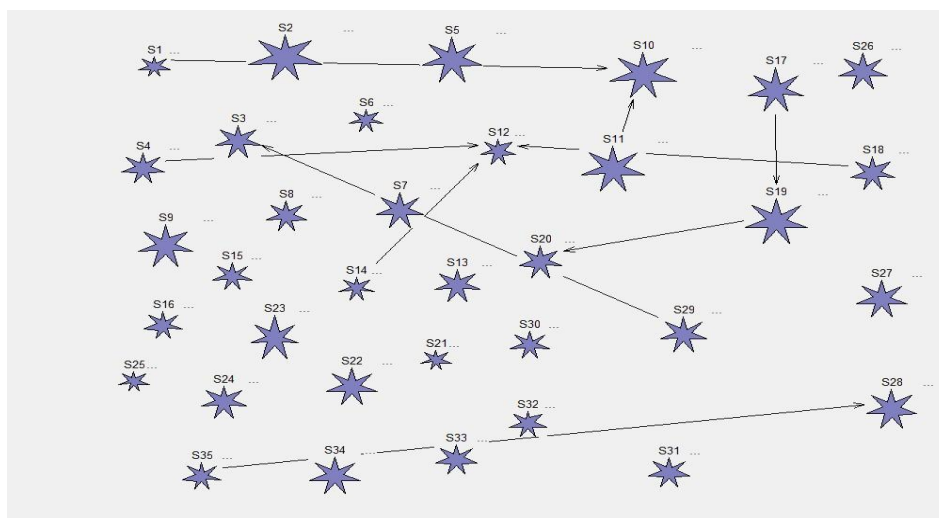 S1 ...
S2 ...
S5 ...
S10 ...
S17 ...
S26 ...
S3 ...
S6 ...
S4 ...
S12 ...
S11 ...
S18 ...
S9 ...
S8 ...
S7 ...
S19 ...
S15 ...
S14 ...
S13 ...
S20 ...
S27 ...
S16 ...
S23 ...
S21 ...
S30 ...
S29 ...
S25 ...
S24 ...
S22 ...
S32 ...
S28 ...
S35 ...
S34 ...
S33 ...
S31 ...